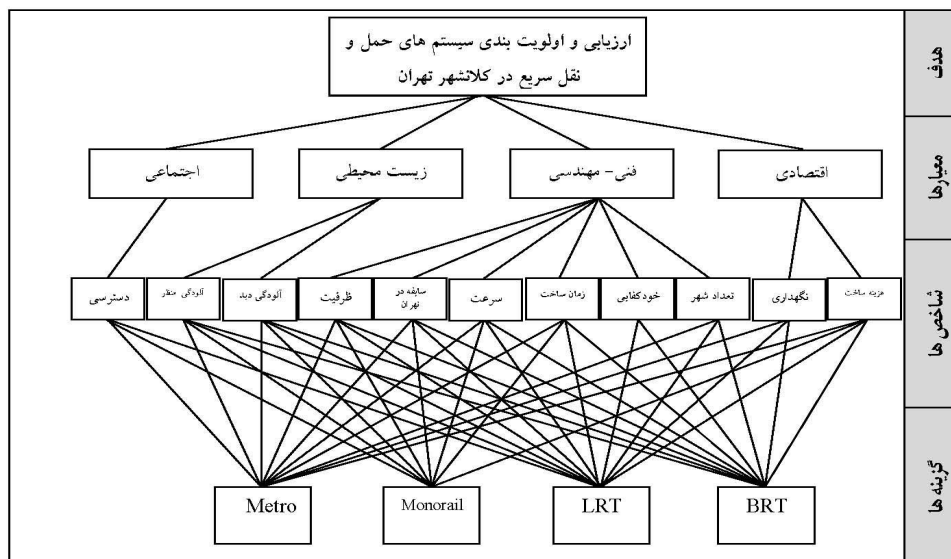 هدف
ارزیابی و اولویت بندی سیستم های حمل و
نقل سریع در کلانشهر تهران
معیارها
اقتصادی
فنی- مهندسی
زیست محیطی
اجتماعی
شاخص ها
هزینه ساخت
نگهداری
تعداد شهر
خودکفایی
زمان ساخت
سرعت
سابقه در
تهران
ظرفیت
آلودگی دید
آلودگی منظر
دسترسی
گزینه ها
Metro
Monorail
LRT
BRT